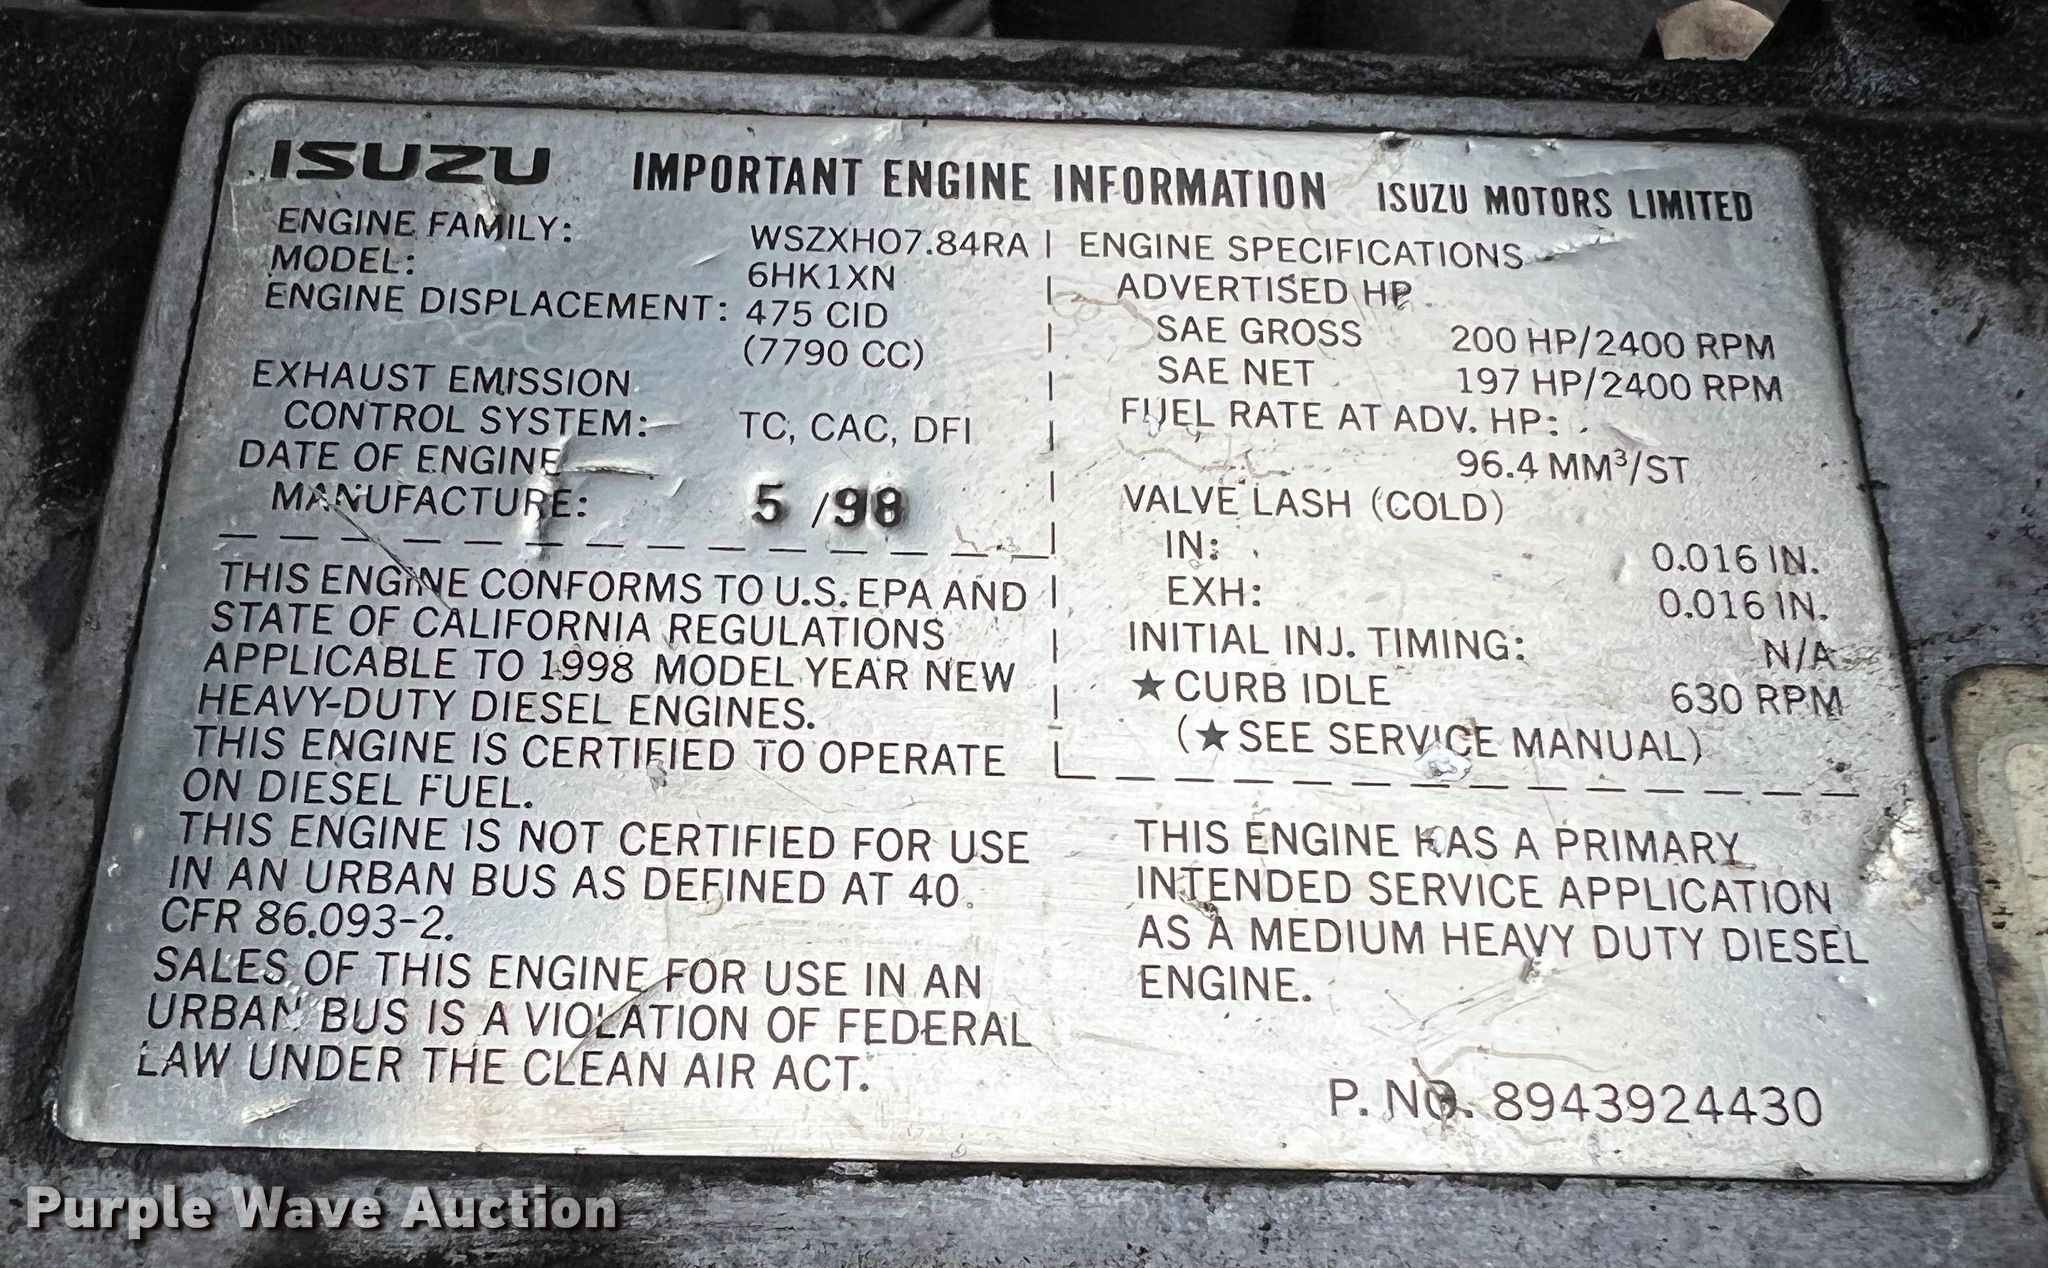 ISUZU IMPORTANT ENGINE INFORMATION ISUZU MOTORS LIMITED
ENGINE FAMILY: WSZXH07.84RA
MODEL: 6HK1XN
ENGINE DISPLACEMENT: 475 CID
(7790 CC)
EXHAUST EMISSION
CONTROL SYSTEM: TC, CAC, DFI
DATE OF ENGINE
MANUFACTURE: 5 /98
THIS ENGINE CONFORMS TO U.S. EPA AND
STATE OF CALIFORNIA REGULATIONS
APPLICABLE TO 1998 MODEL YEAR NEW
HEAVY-DUTY DIESEL ENGINES.
THIS ENGINE IS CERTIFIED TO OPERATE
ON DIESEL FUEL.
THIS ENGINE IS NOT CERTIFIED FOR USE
IN AN URBAN BUS AS DEFINED AT 40
CFR 86.093-2.
SALES OF THIS ENGINE FOR USE IN AN
URBAN BUS IS A VIOLATION OF FEDERAL
LAW UNDER THE CLEAN AIR ACT.
ENGINE SPECIFICATIONS
ADVERTISED HP
SAE GROSS 200 HP/2400 RPM
SAE NET 197 HP/2400 RPM
FUEL RATE AT ADV. HP:
96.4 MM³/ST
VALVE LASH (COLD)
IN: 0.016 IN.
EXH: 0.016 IN.
INITIAL INJ. TIMING: N/A
★CURB IDLE 630 RPM
(★SEE SERVICE MANUAL)
THIS ENGINE HAS A PRIMARY
INTENDED SERVICE APPLICATION
AS A MEDIUM HEAVY DUTY DIESEL
ENGINE.
P. NO. 8943924430
Purple Wave Auction